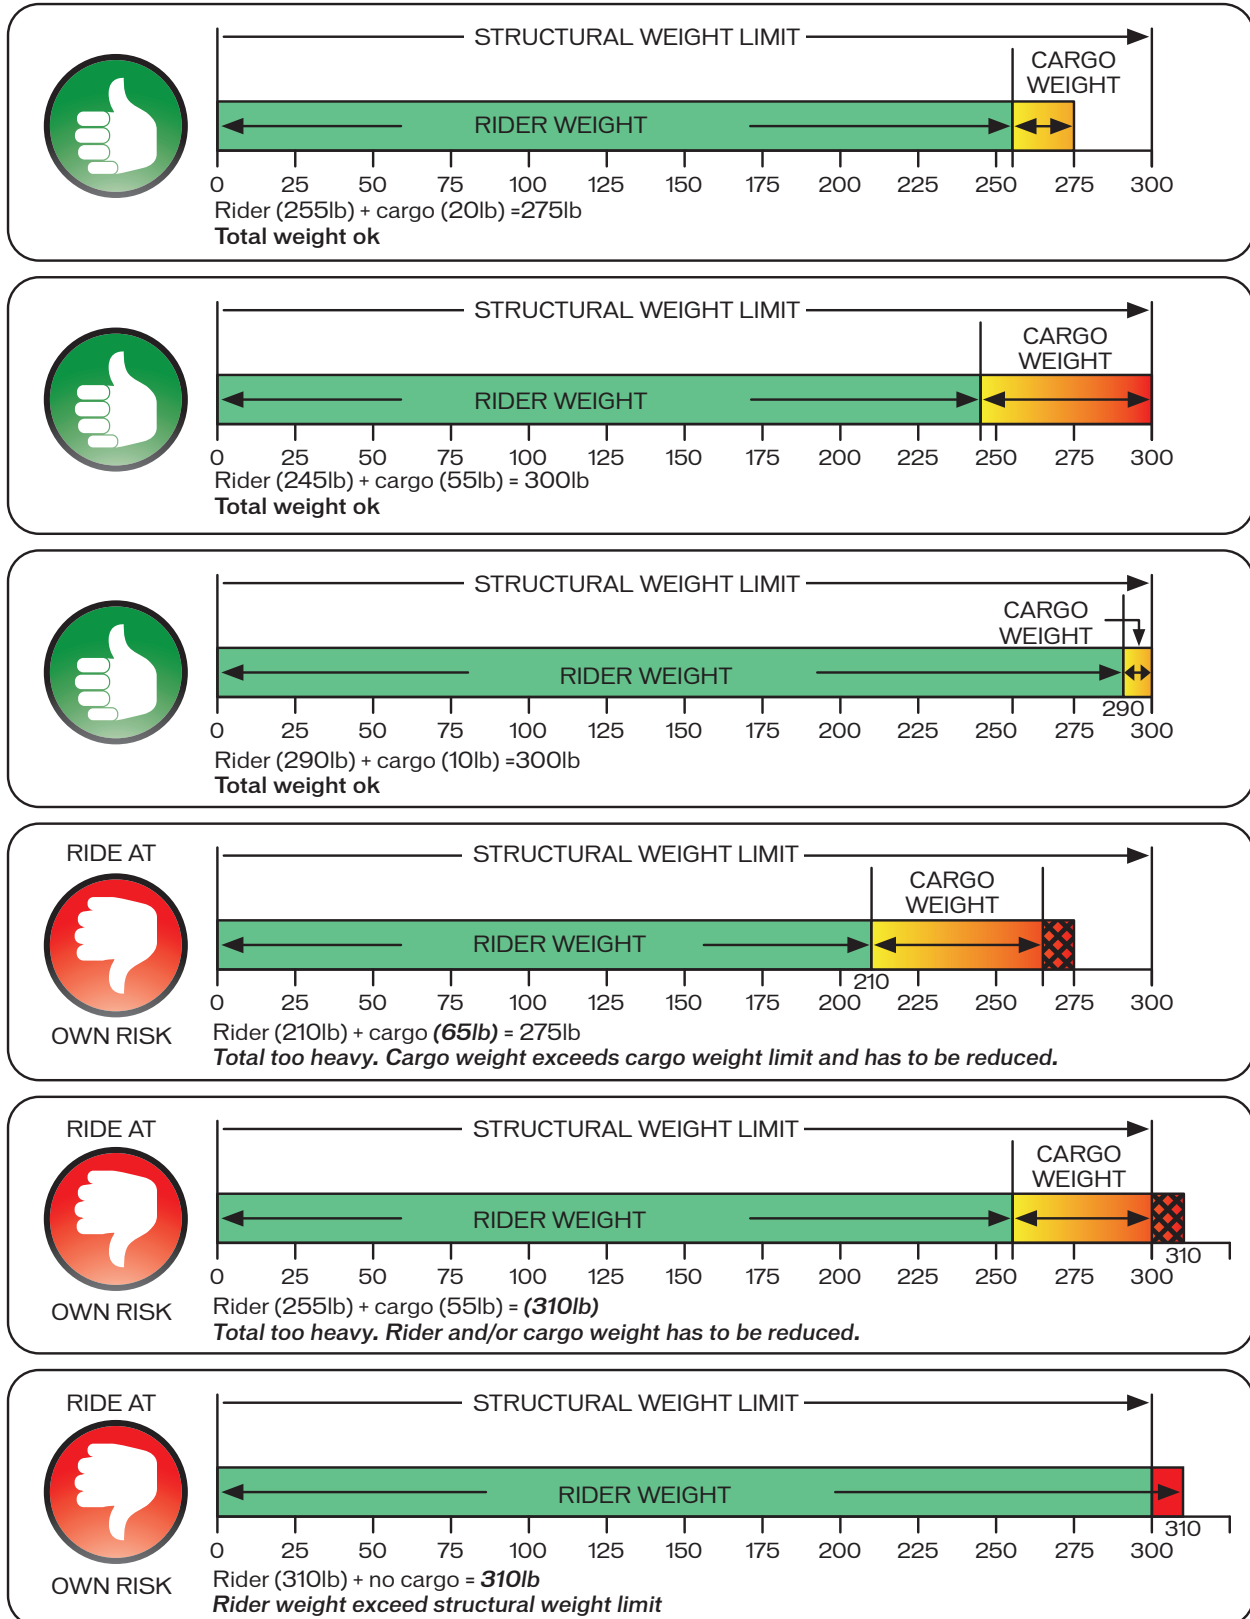 STRUCTURAL WEIGHT LIMIT
CARGO
WEIGHT
RIDER WEIGHT
0 25 50 75 100 125 150 175 200 225 250 275 300
Rider (255lb) + cargo (20lb) =275lb
Total weight ok
STRUCTURAL WEIGHT LIMIT
CARGO
WEIGHT
RIDER WEIGHT
0 25 50 75 100 125 150 175 200 225 250 275 300
Rider (245lb) + cargo (55lb) = 300lb
Total weight ok
STRUCTURAL WEIGHT LIMIT
CARGO
WEIGHT
RIDER WEIGHT
290
0 25 50 75 100 125 150 175 200 225 250 275 300
Rider (290lb) + cargo (10lb) =300lb
Total weight ok
RIDE AT
OWN RISK
STRUCTURAL WEIGHT LIMIT
CARGO
WEIGHT
RIDER WEIGHT
210
0 25 50 75 100 125 150 175 200 225 250 275 300
Rider (210lb) + cargo (65lb) = 275lb
Total too heavy. Cargo weight exceeds cargo weight limit and has to be reduced.
RIDE AT
OWN RISK
STRUCTURAL WEIGHT LIMIT
CARGO
WEIGHT
RIDER WEIGHT
310
0 25 50 75 100 125 150 175 200 225 250 275 300
Rider (255lb) + cargo (55lb) = (310lb)
Total too heavy. Rider and/or cargo weight has to be reduced.
RIDE AT
OWN RISK
STRUCTURAL WEIGHT LIMIT
RIDER WEIGHT
310
0 25 50 75 100 125 150 175 200 225 250 275 300
Rider (310lb) + no cargo = 310lb
Rider weight exceed structural weight limit